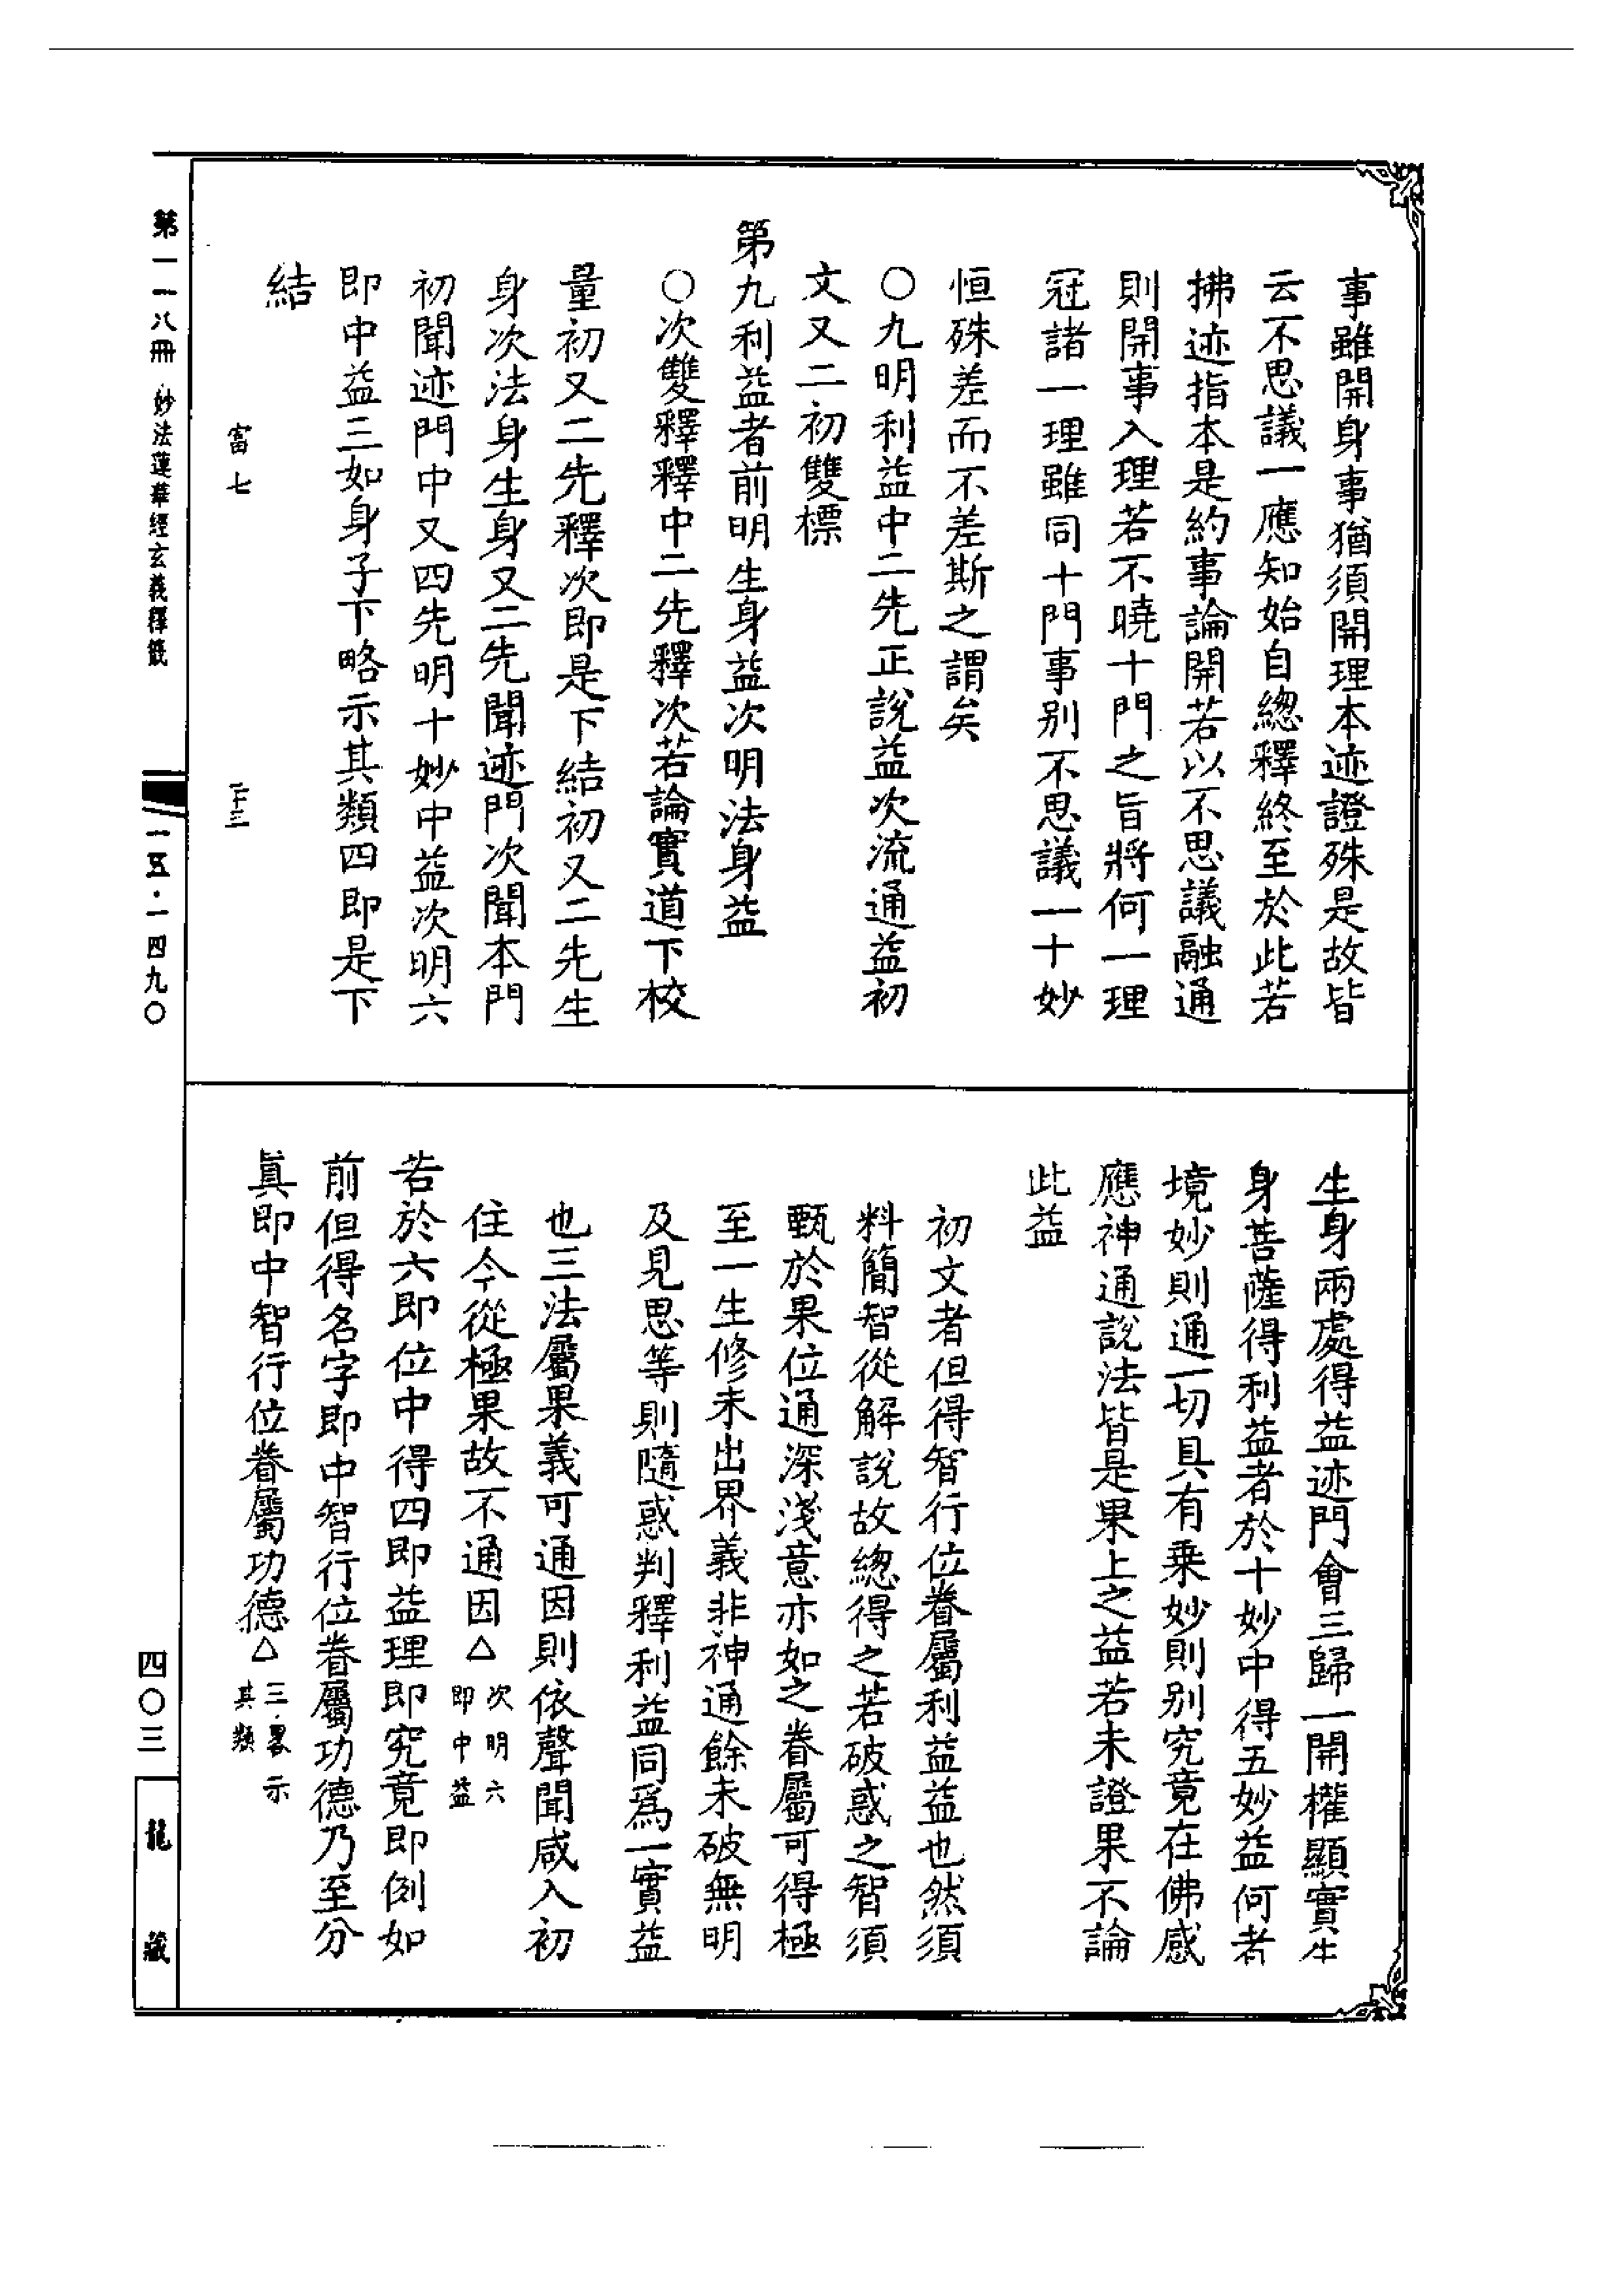 事雖開身事猶須開理本迹證殊是故皆
云不思議一應知始自總釋終至於此若
拂迹指本是約事論開若以不思議融通
則開事入理若不曉十門之旨將何一理
冠諸一理雖同十門事別不思議一十妙
恒殊差而不差斯之謂矣
○九明利益中二先正說益次流通益初
文又二初雙標
第九利益者前明生身益次明法身益
○次雙釋釋中二先釋次若論實道下校
量初又二先釋次即是下結初又二先生
身次法身生身又二先聞迹門次聞本門
初聞迹門中又四先明十妙中益次明六
即中益三如身子下略示其類四即是下
結
富七
二十三
生身兩處得益迹門會三歸一開權顯實生
身菩薩得利益者於十妙中得五妙益何者
境妙則通一切具有乘妙則別究竟在佛感
應神通說法皆是果上之益若未證果不論
此益
初文者但得智行位眷屬利益益也然須
料簡智從解說故總得之若破惑之智須
甄於果位通深淺意亦如之眷屬可得極
至一生修未出界義非神通餘未破無明
及見思等則隨惑判釋利益同爲一實益
也三法屬果義可通因則依聲聞咸入初
住今從極果故不通因△次明六即中益
若於六即位中得四即益理即究竟即例如
前但得名字即中智行位眷屬功德乃至分
眞即中智行位眷屬功德△三畧示其類
第一一八冊 妙法蓮華經玄義釋籤
一五·一四九〇
四〇三
龍藏